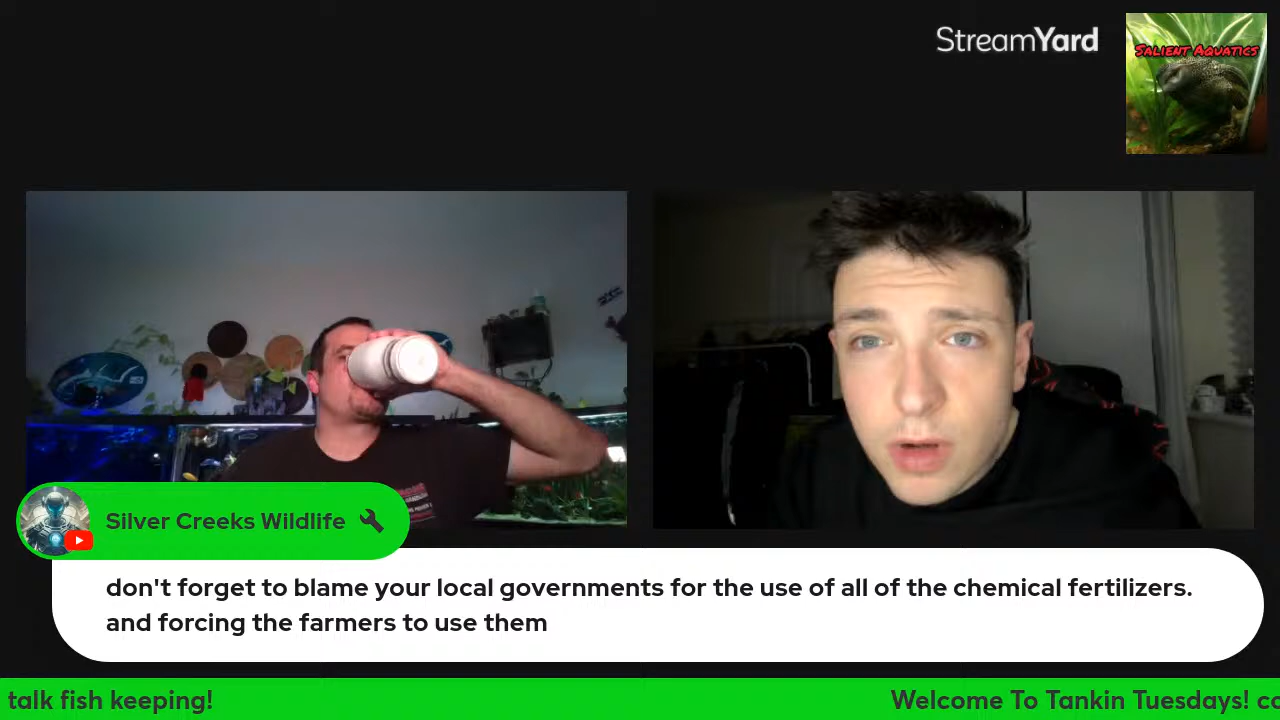 StreamYard
SALIENT AQUATICS
Silver Creeks Wildlife
don't forget to blame your local governments for the use of all of the chemical fertilizers.
and forcing the farmers to use them
talk fish keeping! Welcome To Tankin Tuesdays! co